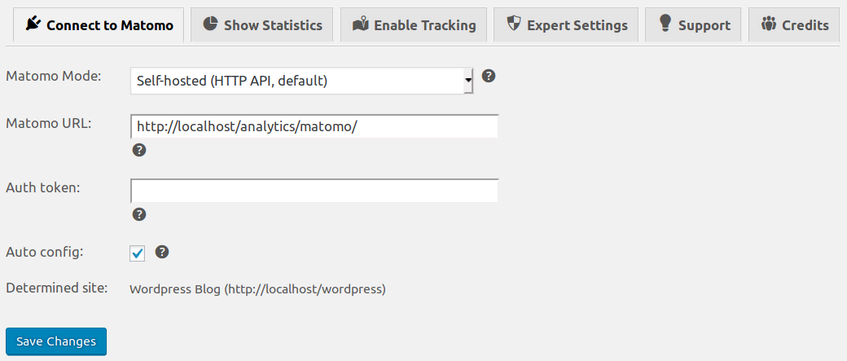 Connect to Matomo Show Statistics Enable Tracking Expert Settings Support Credits
Matomo Mode: Self-hosted (HTTP API, default)
Matomo URL: http://localhost/analytics/matomo/
Auth token:
Auto config:
Determined site: Wordpress Blog (http://localhost/wordpress)
Save Changes